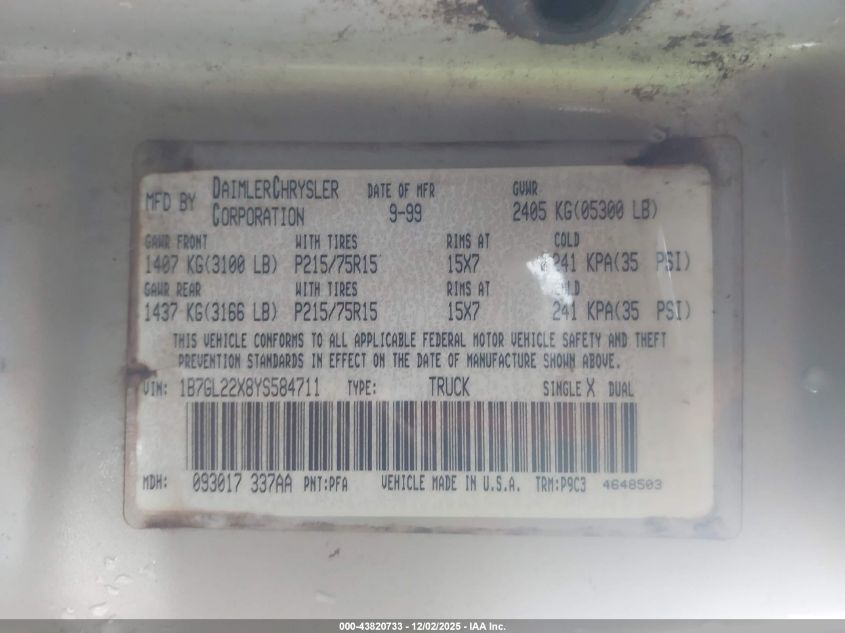 MFD BY DAIMLERCHRYSLER CORPORATION DATE OF MFR 9-99 GVWR 2405 KG(05300 LB)
GAWR FRONT WITH TIRES RIMS AT COLD
1407 KG(3100 LB) P215/75R15 15X7 241 KPA(35 PSI)
GAWR REAR WITH TIRES RIMS AT COLD
1437 KG(3166 LB) P215/75R15 15X7 241 KPA(35 PSI)
THIS VEHICLE CONFORMS TO ALL APPLICABLE FEDERAL MOTOR VEHICLE SAFETY AND THEFT
PREVENTION STANDARDS IN EFFECT ON THE DATE OF MANUFACTURE SHOWN ABOVE.
VIN: 1B7GL22X8YS584711 TYPE: TRUCK SINGLE X DUAL
MDH: 093017 337AA PNT:PFA VEHICLE MADE IN U.S.A. TRM:P9C3 4648503
000-43820733 - 12/02/2025 - IAA Inc.